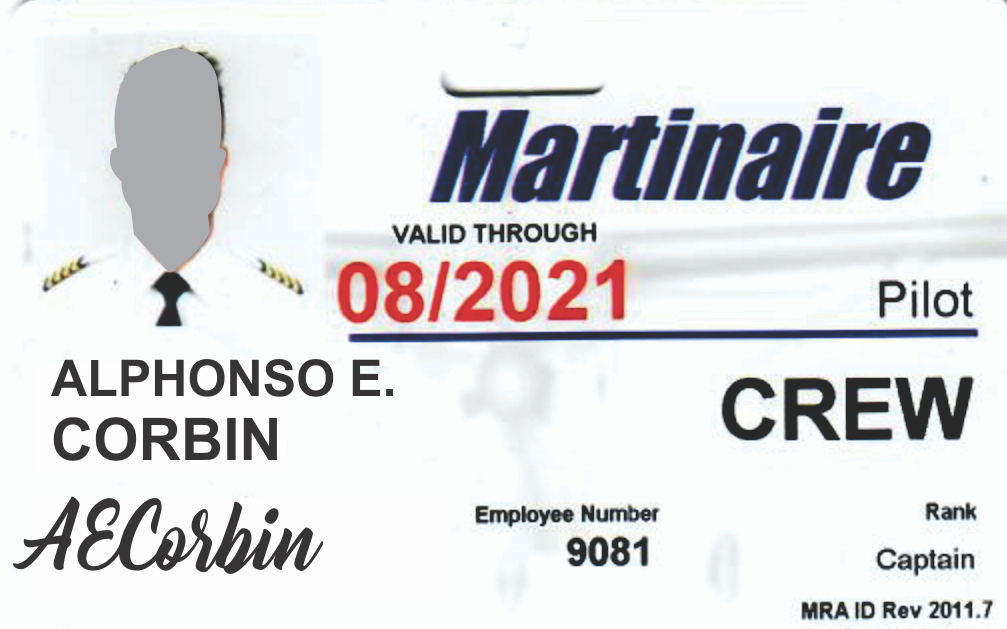 Martinaire
VALID THROUGH
08/2021
Pilot
ALPHONSO E.
CORBIN
CREW
AECorbin
Employee Number
9081
Rank
Captain
MRA ID Rev 2011.7